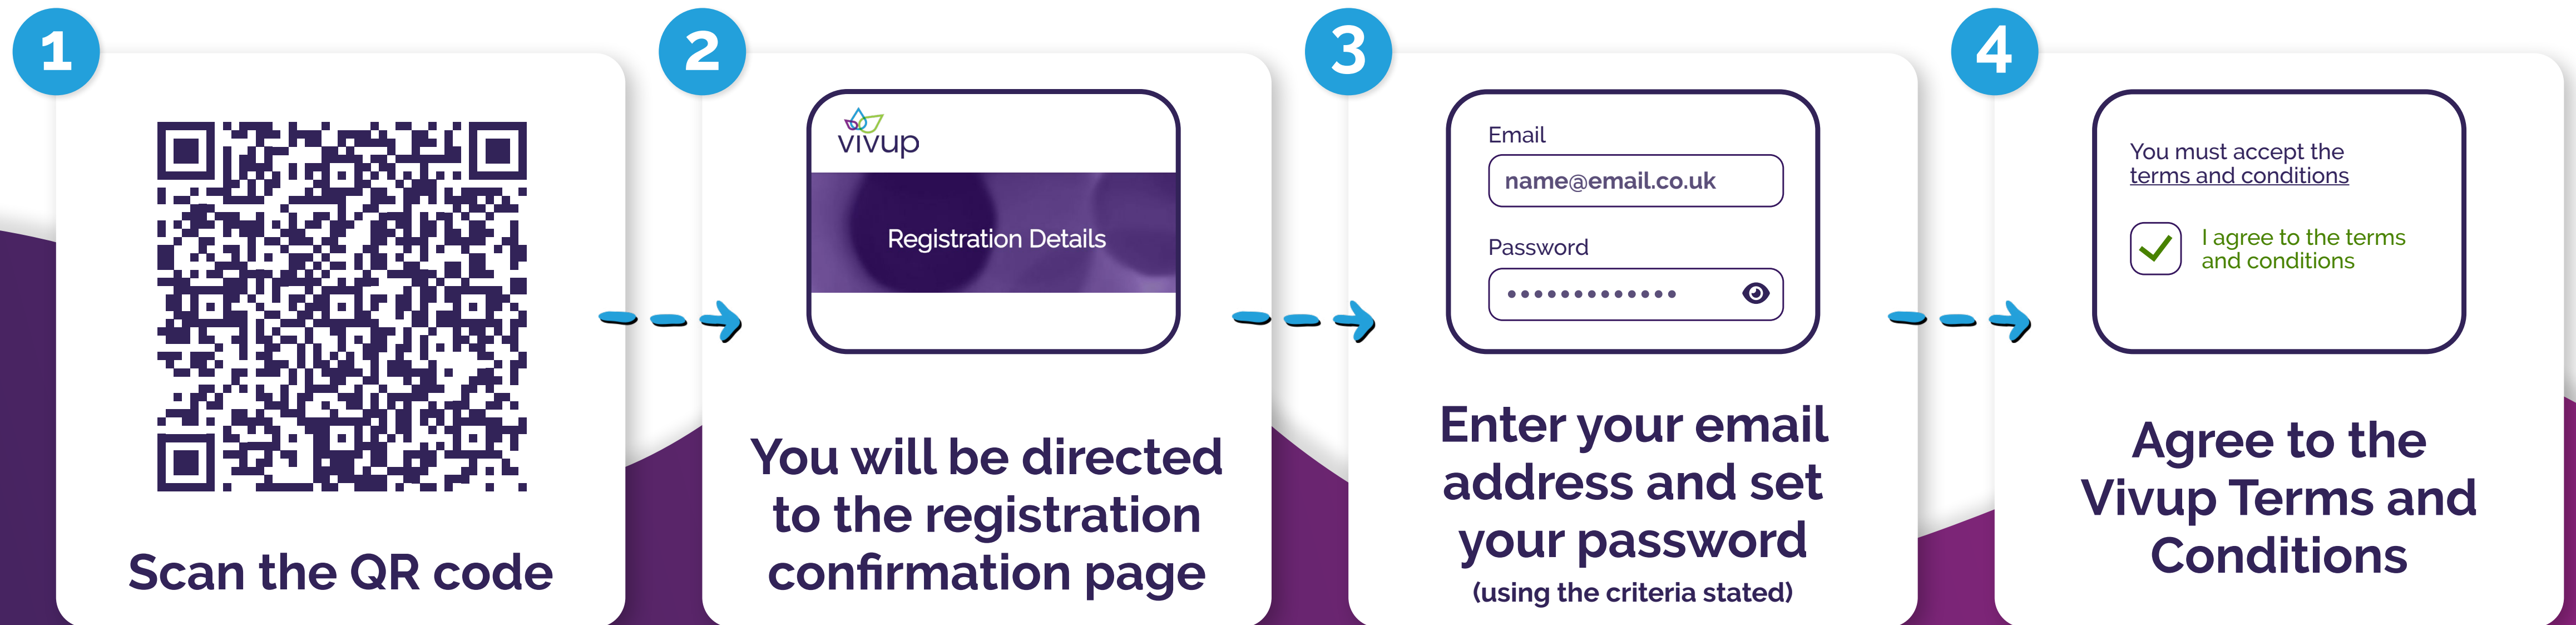 1
Scan the QR code
2
vivup
Registration Details
You will be directed
to the registration
confirmation page
3
Email
name@email.co.uk
Password
Enter your email
address and set
your password
(using the criteria stated)
4
You must accept the
terms and conditions
I agree to the terms
and conditions
Agree to the
Vivup Terms and
Conditions